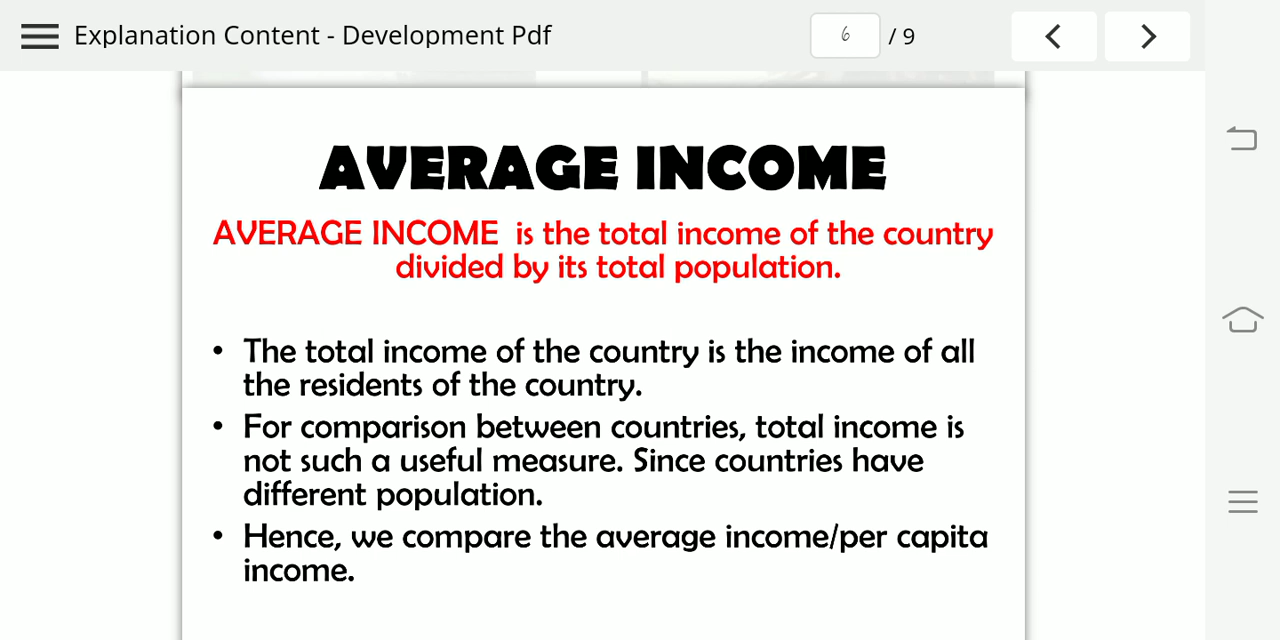 Explanation Content - Development Pdf
6 / 9
AVERAGE INCOME
AVERAGE INCOME is the total income of the country
divided by its total population.
• The total income of the country is the income of all
the residents of the country.
• For comparison between countries, total income is
not such a useful measure. Since countries have
different population.
• Hence, we compare the average income/per capita
income.